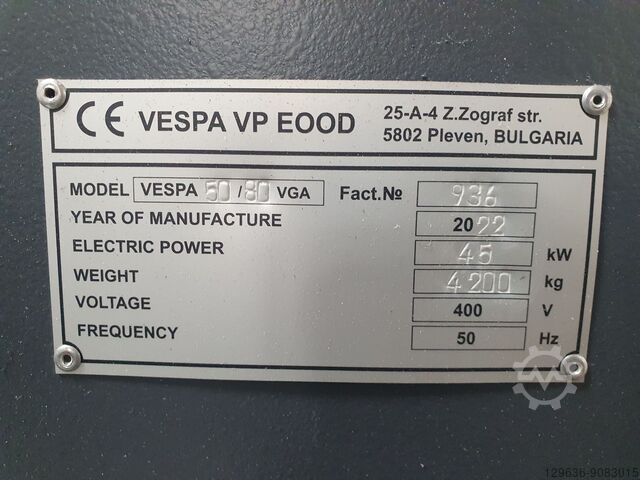 CE VESPA VP EOOD
25-A-4 Z.Zograf str.
5802 Pleven, BULGARIA
MODEL VESPA 50 / 80 VGA Fact.№ 936
YEAR OF MANUFACTURE 2022
ELECTRIC POWER 45 kW
WEIGHT 4200 kg
VOLTAGE 400 V
FREQUENCY 50 Hz
129636-9083015